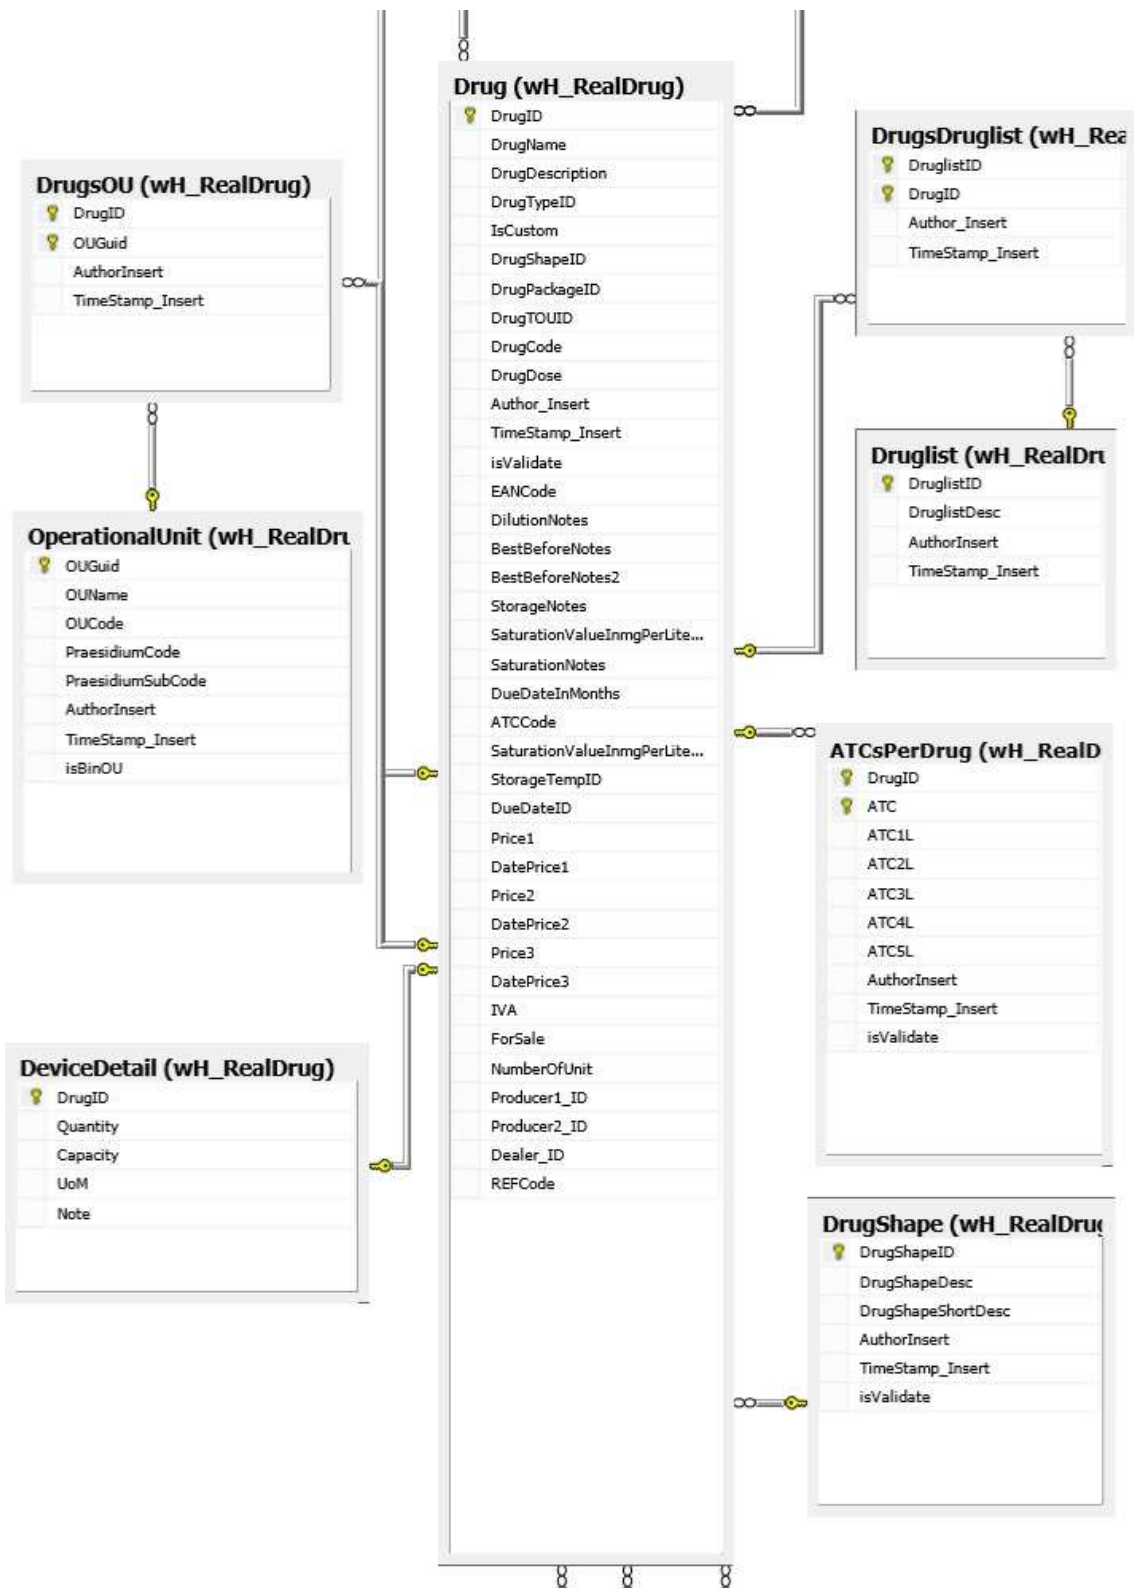 Drug (wH_RealDrug)
DrugID
DrugName
DrugDescription
DrugTypeID
IsCustom
DrugShapeID
DrugPackageID
DrugTOUID
DrugCode
DrugDose
Author_Insert
TimeStamp_Insert
isValidate
EANCode
DilutionNotes
BestBeforeNotes
BestBeforeNotes2
StorageNotes
SaturationValueInmgPerLite...
SaturationNotes
DueDateInMonths
ATCCode
SaturationValueInmgPerLite...
StorageTempID
DueDateID
Price1
DatePrice1
Price2
DatePrice2
Price3
DatePrice3
IVA
ForSale
NumberOfUnit
Producer1_ID
Producer2_ID
Dealer_ID
REFCode
DrugsOU (wH_RealDrug)
DrugID
OUGuid
AuthorInsert
TimeStamp_Insert
OperationalUnit (wH_RealDru
OUGuid
OUName
OUCode
PraesidiumCode
PraesidiumSubCode
AuthorInsert
TimeStamp_Insert
isBinOU
DeviceDetail (wH_RealDrug)
DrugID
Quantity
Capacity
UoM
Note
DrugsDruglist (wH_Rea
DruglistID
DrugID
Author_Insert
TimeStamp_Insert
Druglist (wH_RealDru
DruglistID
DruglistDesc
AuthorInsert
TimeStamp_Insert
ATCsPerDrug (wH_RealD
DrugID
ATC
ATC1L
ATC2L
ATC3L
ATC4L
ATC5L
AuthorInsert
TimeStamp_Insert
isValidate
DrugShape (wH_RealDrug
DrugShapeID
DrugShapeDesc
DrugShapeShortDesc
AuthorInsert
TimeStamp_Insert
isValidate